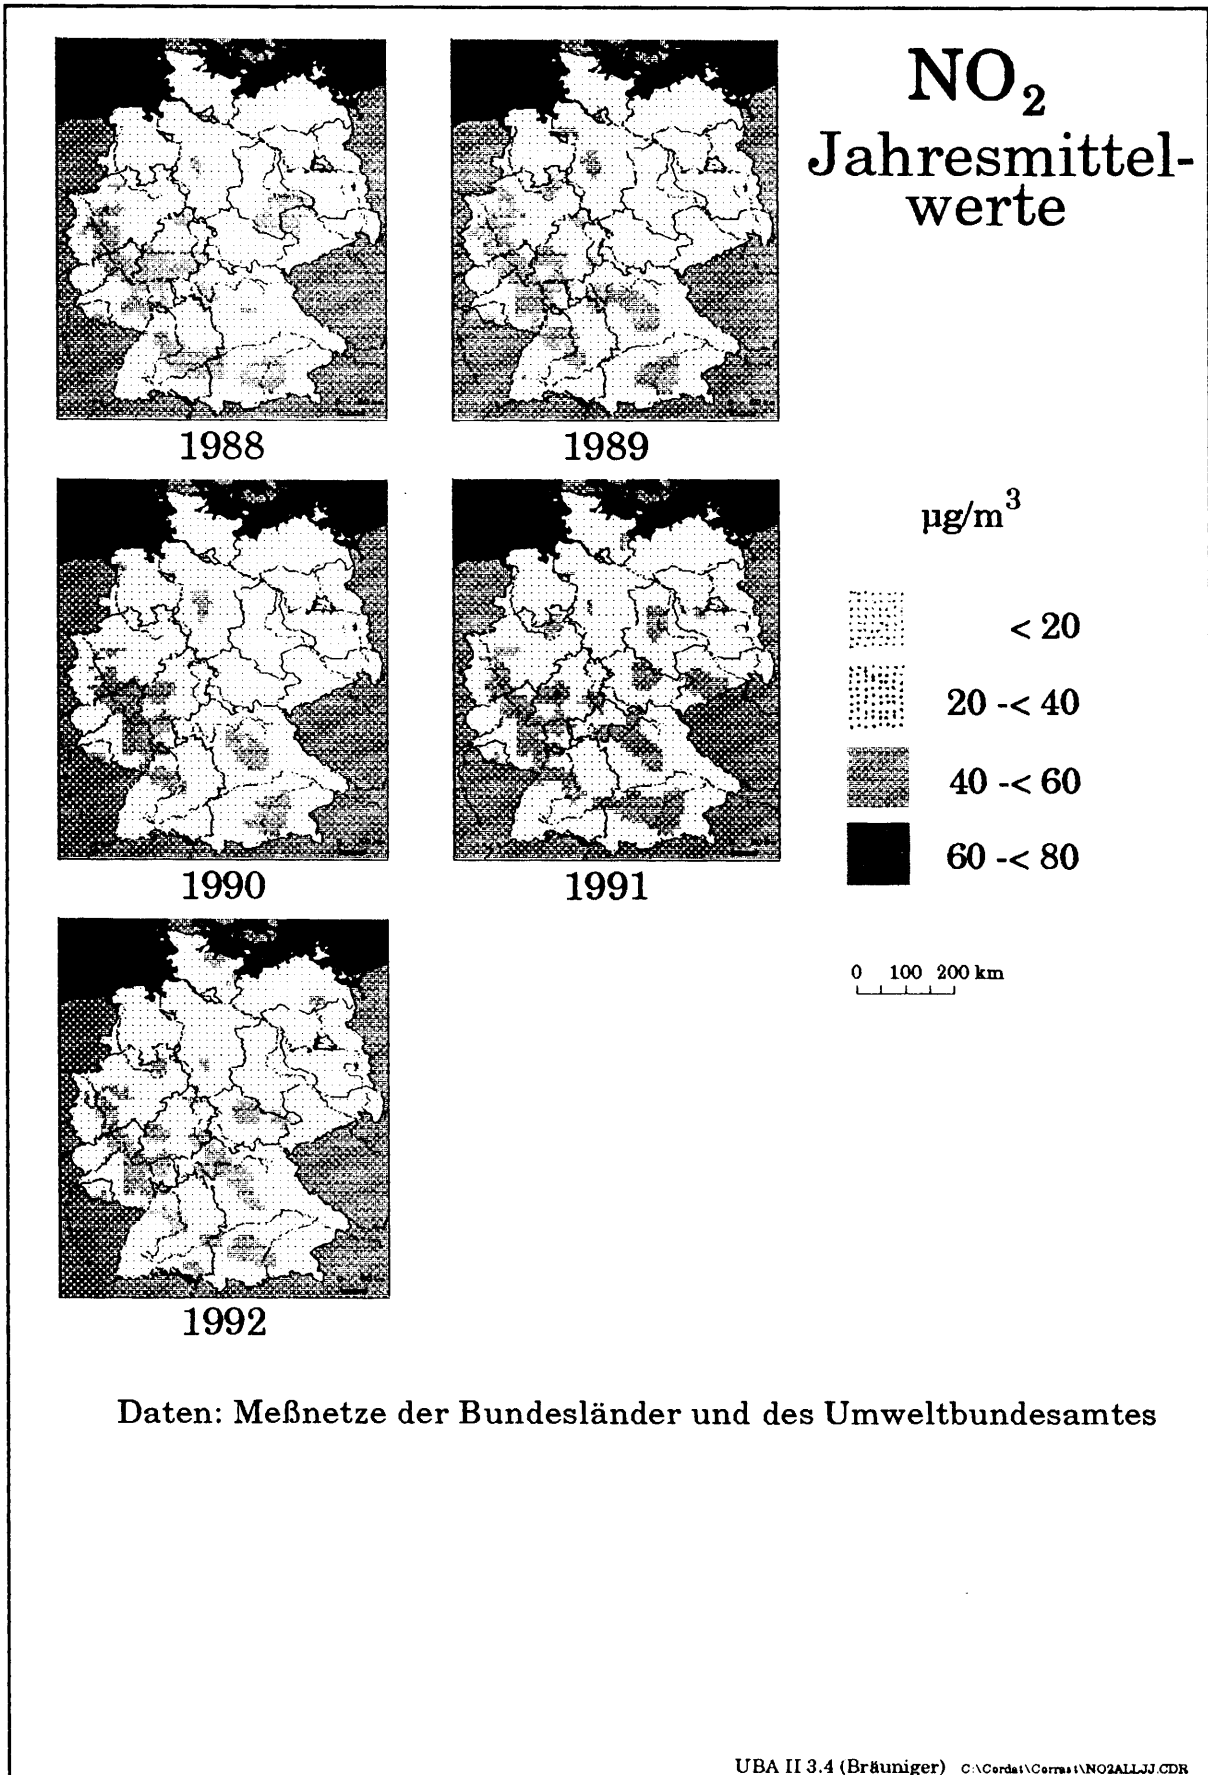 NO2
Jahresmittel-
werte
1988
1989
1990
1991
1992
µg/m³
< 20
20 -< 40
40 -< 60
60 -< 80
0 100 200 km
Daten: Meßnetze der Bundesländer und des Umweltbundesamtes
UBA II 3.4 (Bräuniger)